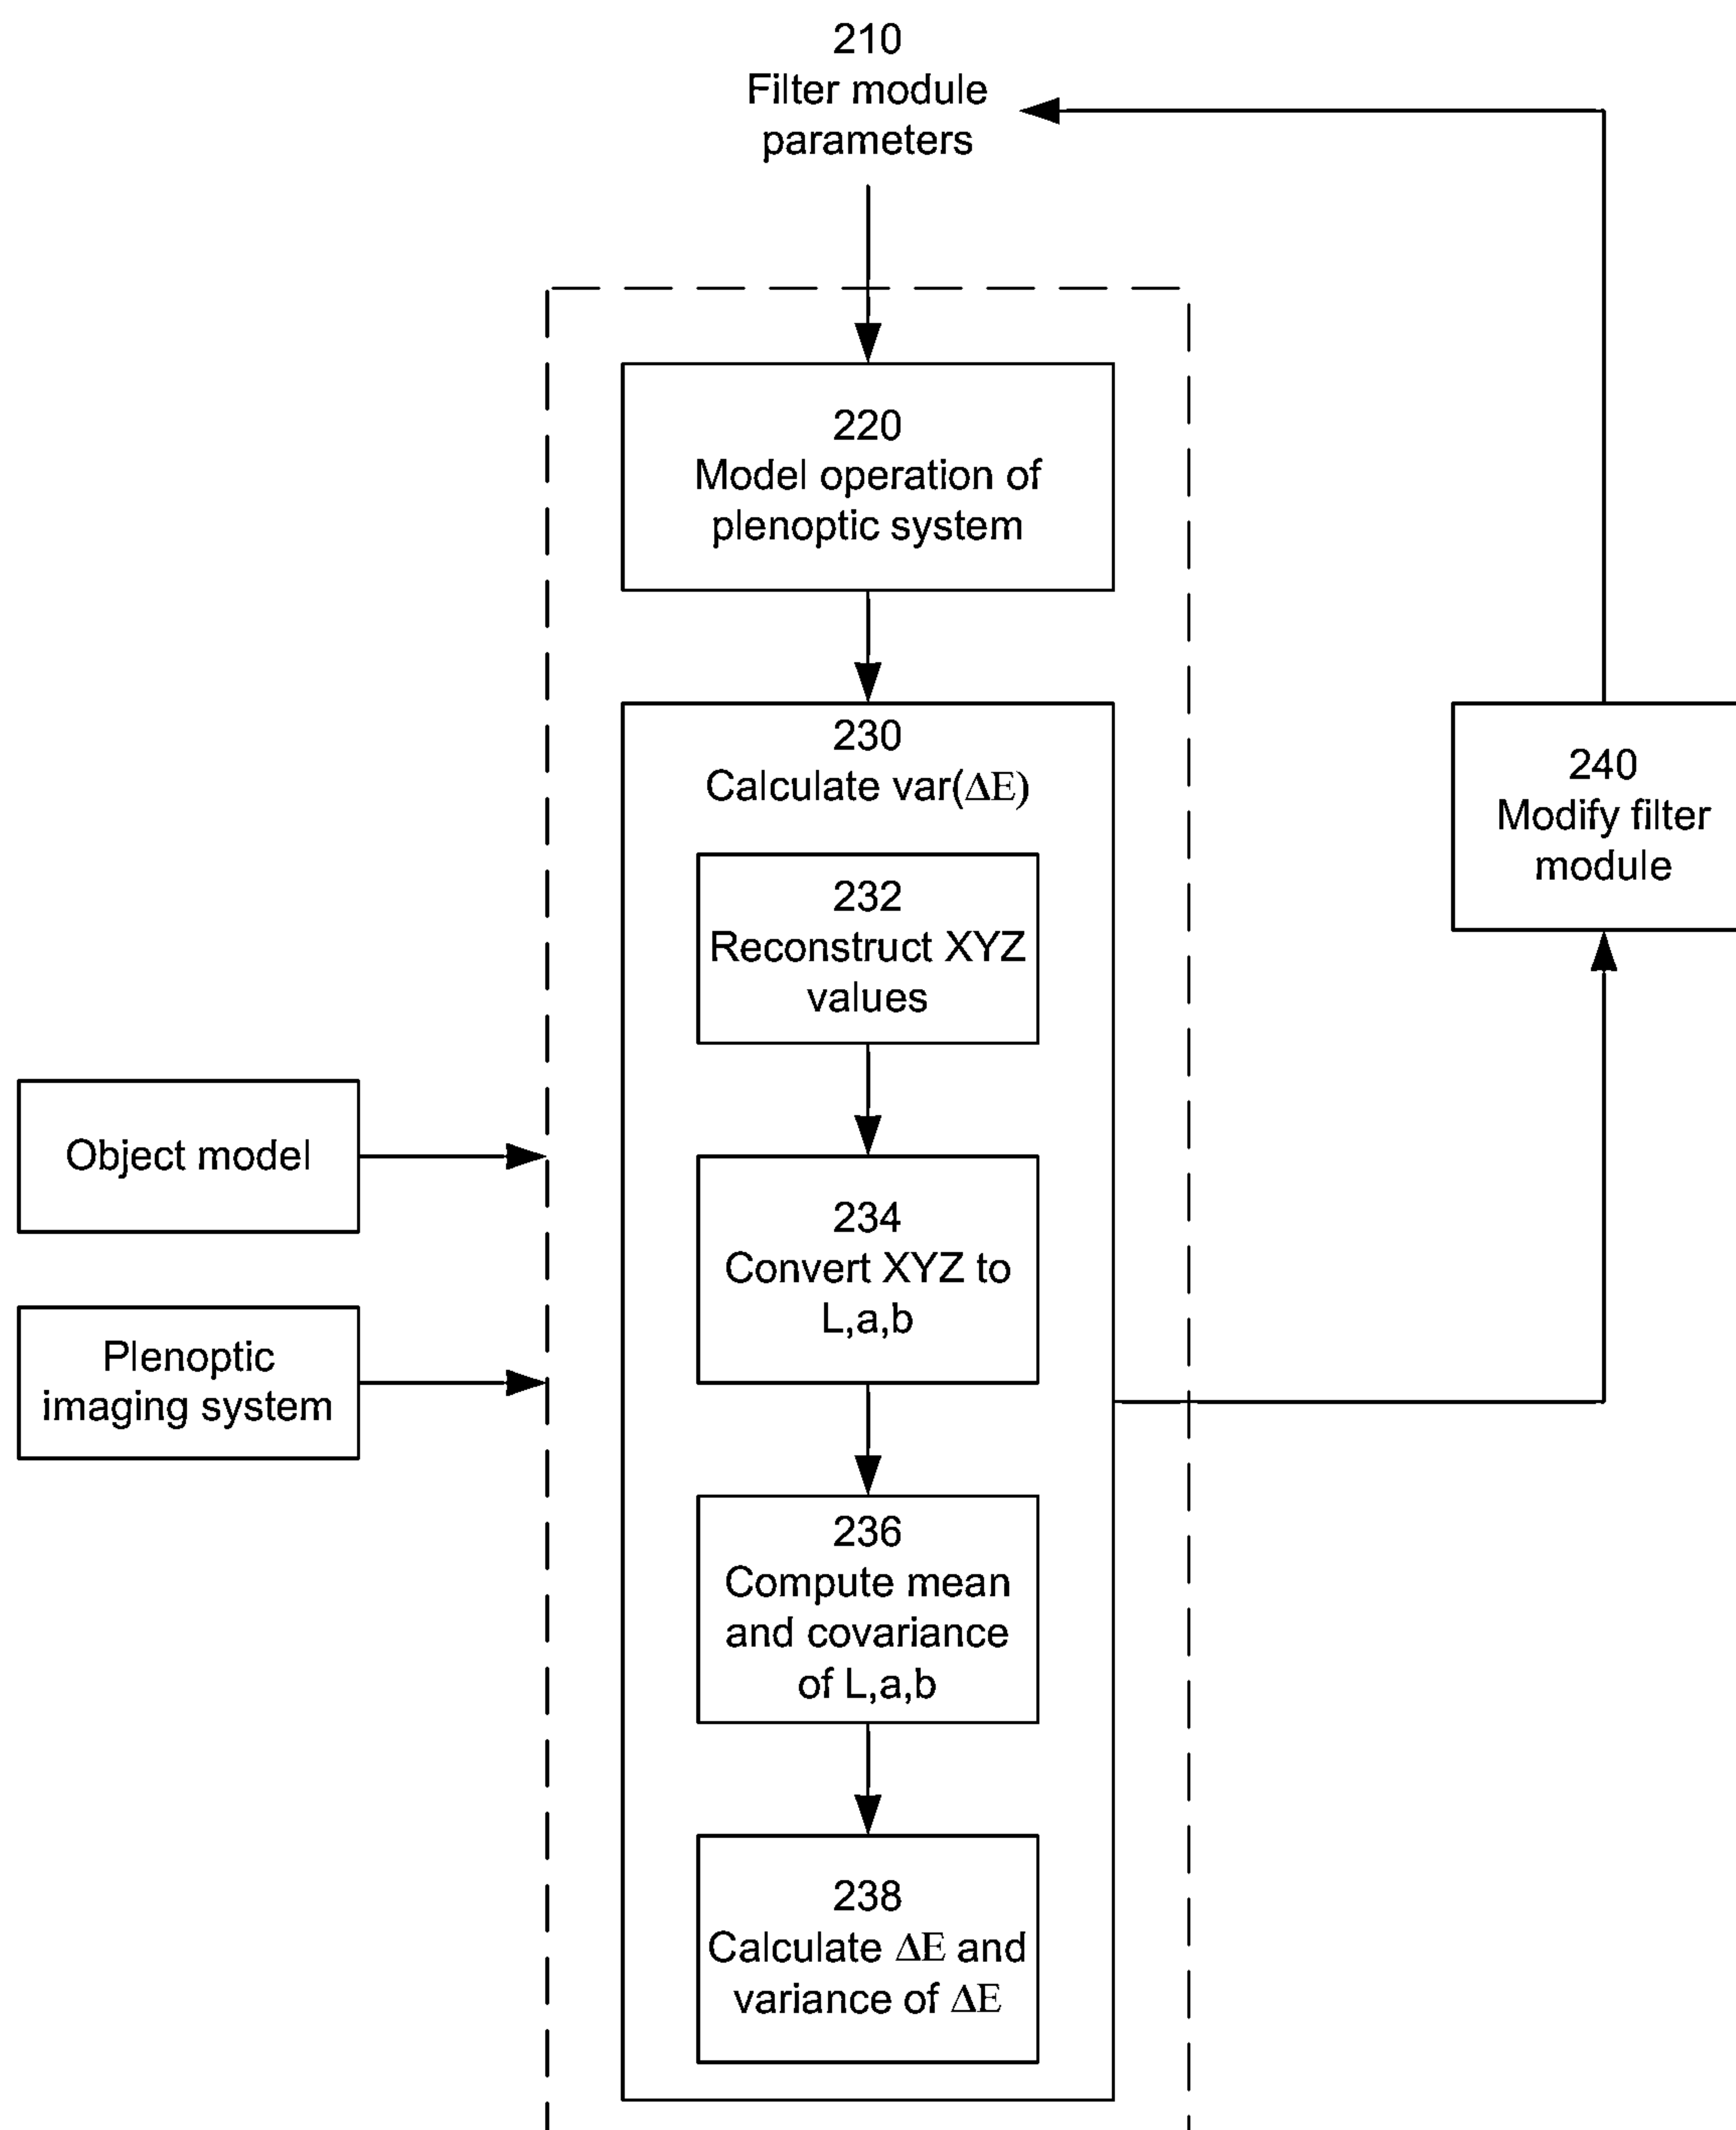 210
Filter module
parameters
220
Model operation of
plenoptic system
230
Calculate var(ΔE)
232
Reconstruct XYZ
values
234
Convert XYZ to
L,a,b
236
Compute mean
and covariance
of L,a,b
238
Calculate ΔE and
variance of ΔE
240
Modify filter
module
Object model
Plenoptic
imaging system